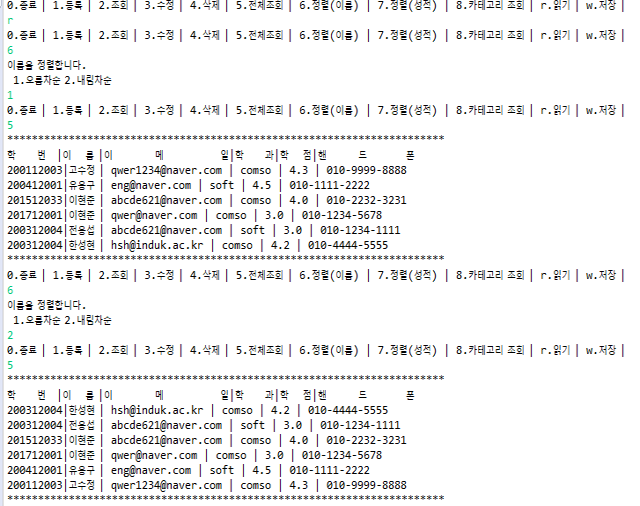 0.종료 | 1.등록 | 2.조회 | 3.수정 | 4.삭제 | 5.전체조회 | 6.정렬(이름) | 7.정렬(성적) | 8.카테고리 조회 | r.읽기 | w.저장 |
r
0.종료 | 1.등록 | 2.조회 | 3.수정 | 4.삭제 | 5.전체조회 | 6.정렬(이름) | 7.정렬(성적) | 8.카테고리 조회 | r.읽기 | w.저장 |
6
이름을 정렬합니다.
1.오름차순 2.내림차순
1
0.종료 | 1.등록 | 2.조회 | 3.수정 | 4.삭제 | 5.전체조회 | 6.정렬(이름) | 7.정렬(성적) | 8.카테고리 조회 | r.읽기 | w.저장 |
5
***********************************************************************
학 번 |이 름 |이 메 일|학 과|학 점|핸 드 폰
200112003|고수정 | qwer1234@naver.com | comso | 4.3 | 010-9999-8888
200412001|유용구 | eng@naver.com | soft | 4.5 | 010-1111-2222
201512033|이현준 | abcde621@naver.com | comso | 4.0 | 010-2232-3231
201712001|이현준 | qwer@naver.com | comso | 3.0 | 010-1234-5678
200312004|전용섭 | abcde621@naver.com | soft | 3.0 | 010-1234-1111
200312004|한성현 | hsh@induk.ac.kr | comso | 4.2 | 010-4444-5555
***********************************************************************
0.종료 | 1.등록 | 2.조회 | 3.수정 | 4.삭제 | 5.전체조회 | 6.정렬(이름) | 7.정렬(성적) | 8.카테고리 조회 | r.읽기 | w.저장 |
6
이름을 정렬합니다.
1.오름차순 2.내림차순
2
0.종료 | 1.등록 | 2.조회 | 3.수정 | 4.삭제 | 5.전체조회 | 6.정렬(이름) | 7.정렬(성적) | 8.카테고리 조회 | r.읽기 | w.저장 |
5
***********************************************************************
학 번 |이 름 |이 메 일|학 과|학 점|핸 드 폰
200312004|한성현 | hsh@induk.ac.kr | comso | 4.2 | 010-4444-5555
200312004|전용섭 | abcde621@naver.com | soft | 3.0 | 010-1234-1111
201512033|이현준 | abcde621@naver.com | comso | 4.0 | 010-2232-3231
201712001|이현준 | qwer@naver.com | comso | 3.0 | 010-1234-5678
200412001|유용구 | eng@naver.com | soft | 4.5 | 010-1111-2222
200112003|고수정 | qwer1234@naver.com | comso | 4.3 | 010-9999-8888
***********************************************************************